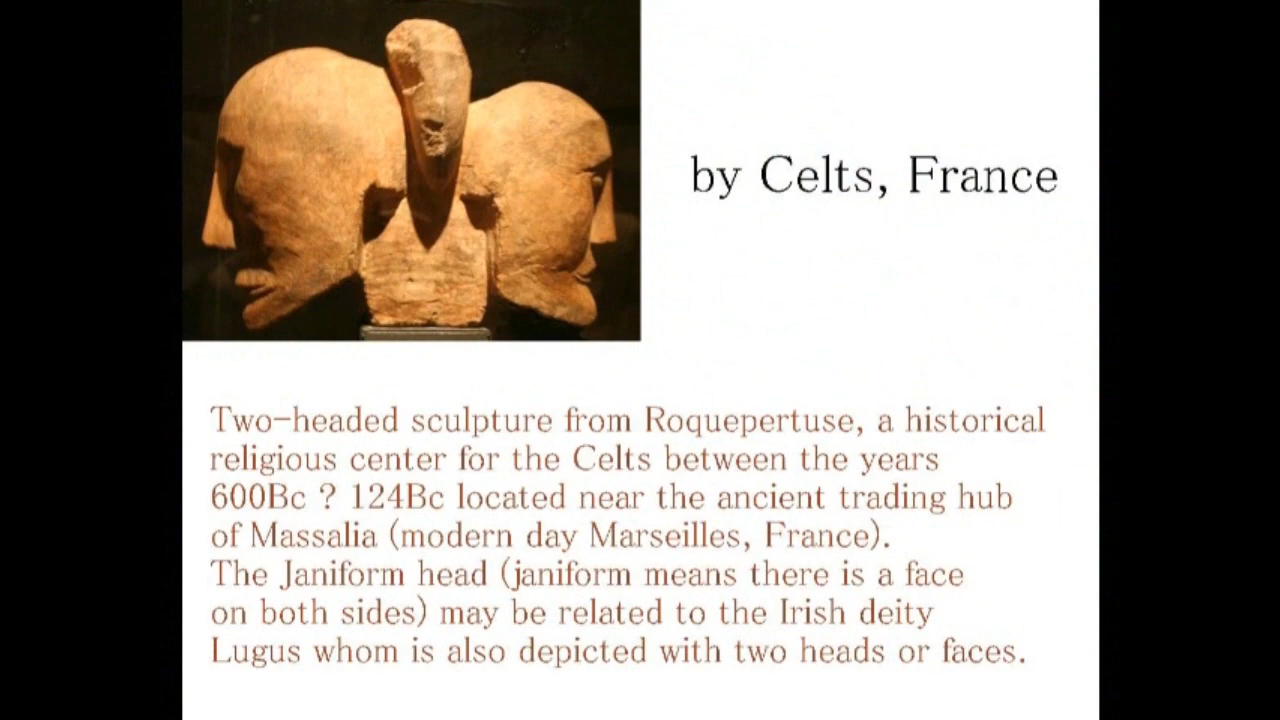 by Celts, France
Two-headed sculpture from Roquepertuse, a historical
religious center for the Celts between the years
600Bc ? 124Bc located near the ancient trading hub
of Massalia (modern day Marseilles, France).
The Janiform head (janiform means there is a face
on both sides) may be related to the Irish deity
Lugus whom is also depicted with two heads or faces.